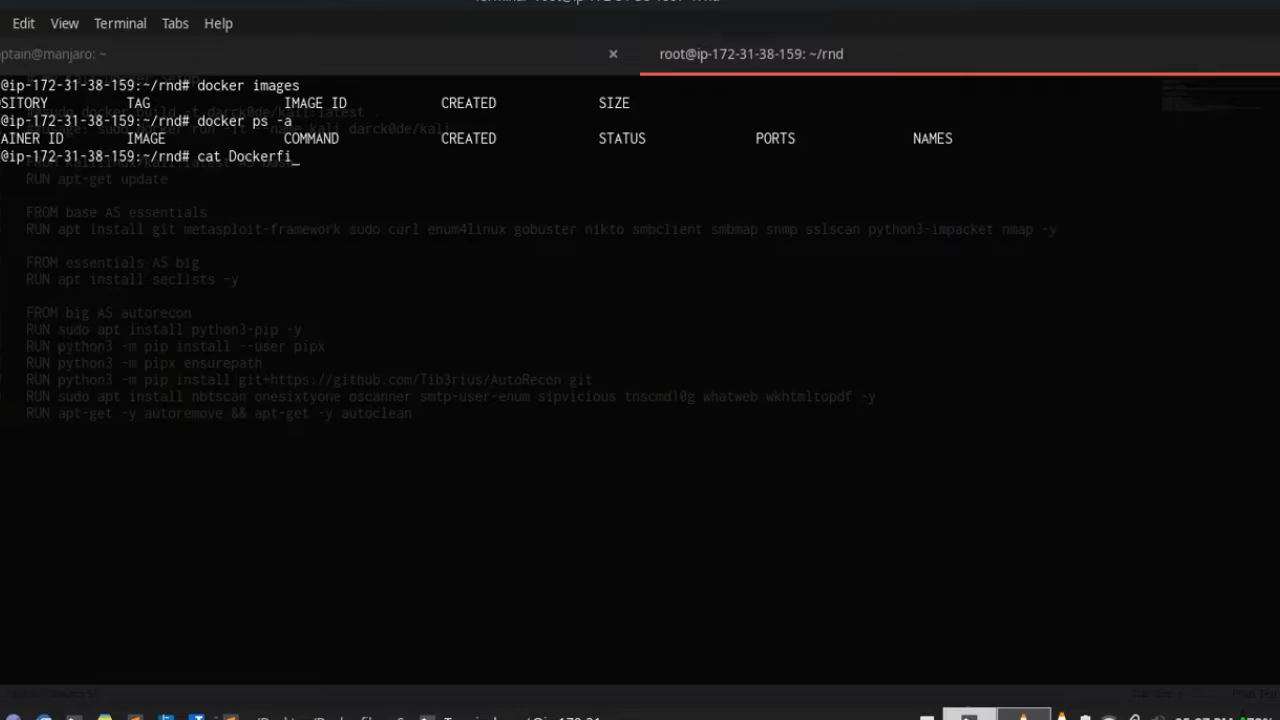 Edit View Terminal Tabs Help
ptain@manjaro: ~
root@ip-172-31-38-159: ~/rnd
@ip-172-31-38-159:~/rnd# docker images
SITORY TAG IMAGE ID CREATED SIZE
@ip-172-31-38-159:~/rnd# docker ps -a
AINER ID IMAGE COMMAND CREATED STATUS PORTS NAMES
@ip-172-31-38-159:~/rnd# cat Dockerfi_
RUN apt-get update
FROM base AS essentials
RUN apt install git metasploit-framework sudo curl enum4linux gobuster nikto smbclient smbmap snmp sslscan python3-impacket nmap -y
FROM essentials AS big
RUN apt install seclists -y
FROM big AS autorecon
RUN sudo apt install python3-pip -y
RUN python3 -m pip install --user pipx
RUN python3 -m pipx ensurepath
RUN python3 -m pip install git+https://github.com/Tib3rius/AutoRecon git
RUN sudo apt install nbtscan onesixtyone oscanner smtp-user-enum sipvicious tnscmd10g whatweb wkhtmltopdf -y
RUN apt-get -y autoremove && apt-get -y autoclean